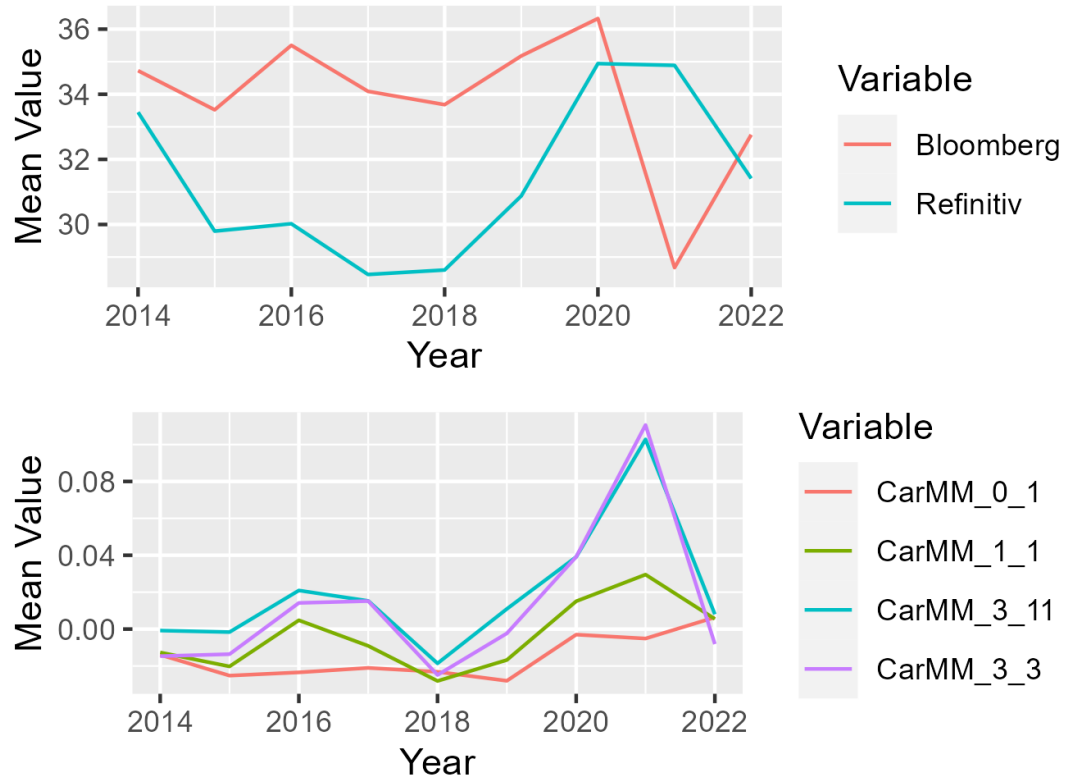 Mean Value
36
34
32
30
2014 2016 2018 2020 2022
Year
Variable
Bloomberg
Refinitiv
Mean Value
0.08
0.04
0.00
2014 2016 2018 2020 2022
Year
Variable
CarMM_0_1
CarMM_1_1
CarMM_3_11
CarMM_3_3